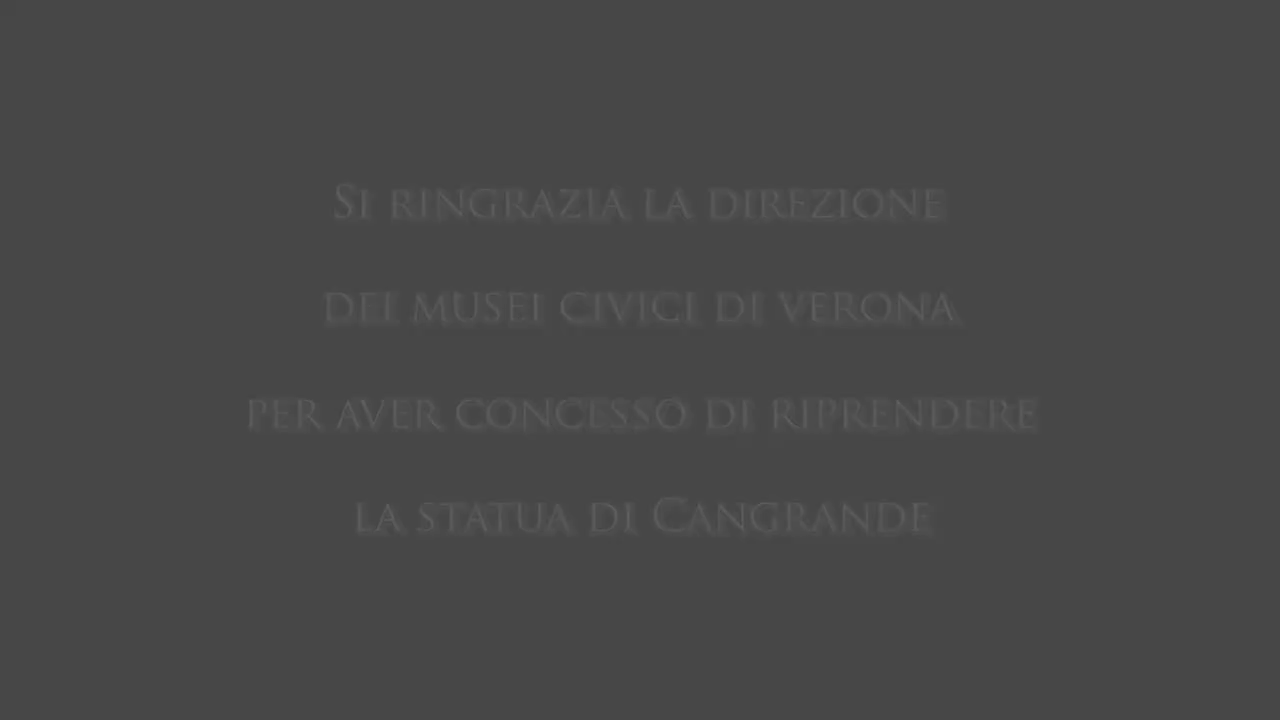 Si ringrazia la direzione
dei musei civici di verona
per aver concesso di riprendere
la statua di Cangrande